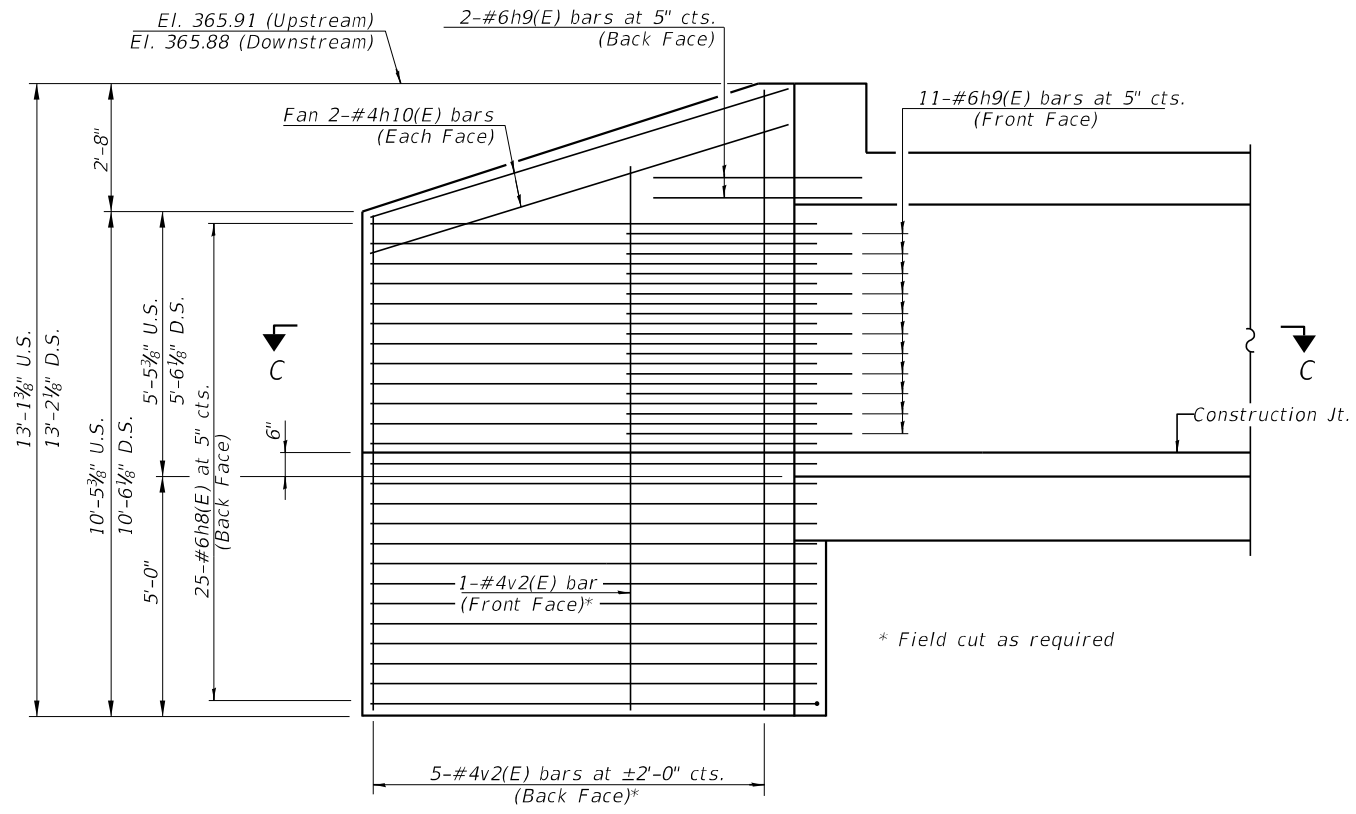 El. 365.91 (Upstream)
El. 365.88 (Downstream)
2-#6h9(E) bars at 5" cts.
(Back Face)
Fan 2-#4h10(E) bars
(Each Face)
11-#6h9(E) bars at 5" cts.
(Front Face)
2'-8"
13'-1⅜" U.S.
13'-2⅛" D.S.
10'-5⅜" U.S.
10'-6⅛" D.S.
5'-5⅜" U.S.
5'-6⅛" D.S.
5'-0"
25-#6h8(E) at 5" cts.
(Back Face)
6"
C
C
Construction Jt.
1-#4v2(E) bar
(Front Face)*
* Field cut as required
5-#4v2(E) bars at ±2'-0" cts.
(Back Face)*